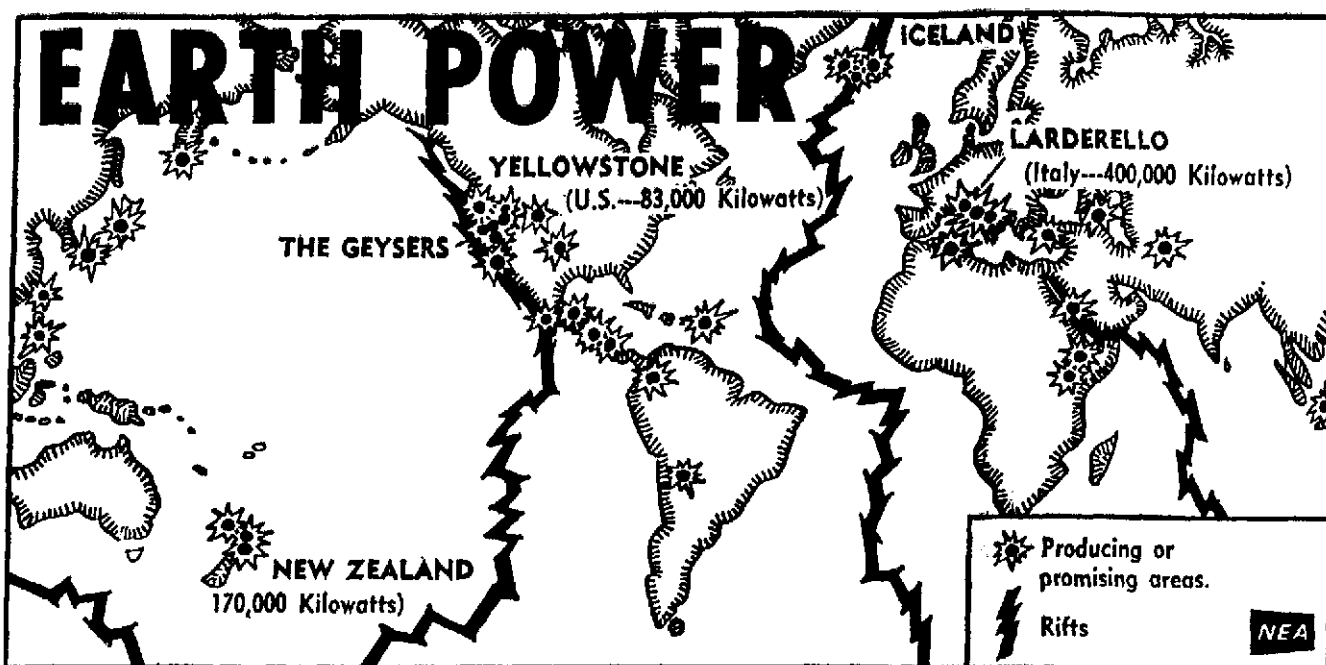 EARTH POWER
ICELAND
LARDERELLO
(Italy---400,000 Kilowatts)
YELLOWSTONE
(U.S.---83,000 Kilowatts)
THE GEYSERS
NEW ZEALAND
170,000 Kilowatts)
Producing or
promising areas.
Rifts
NEA